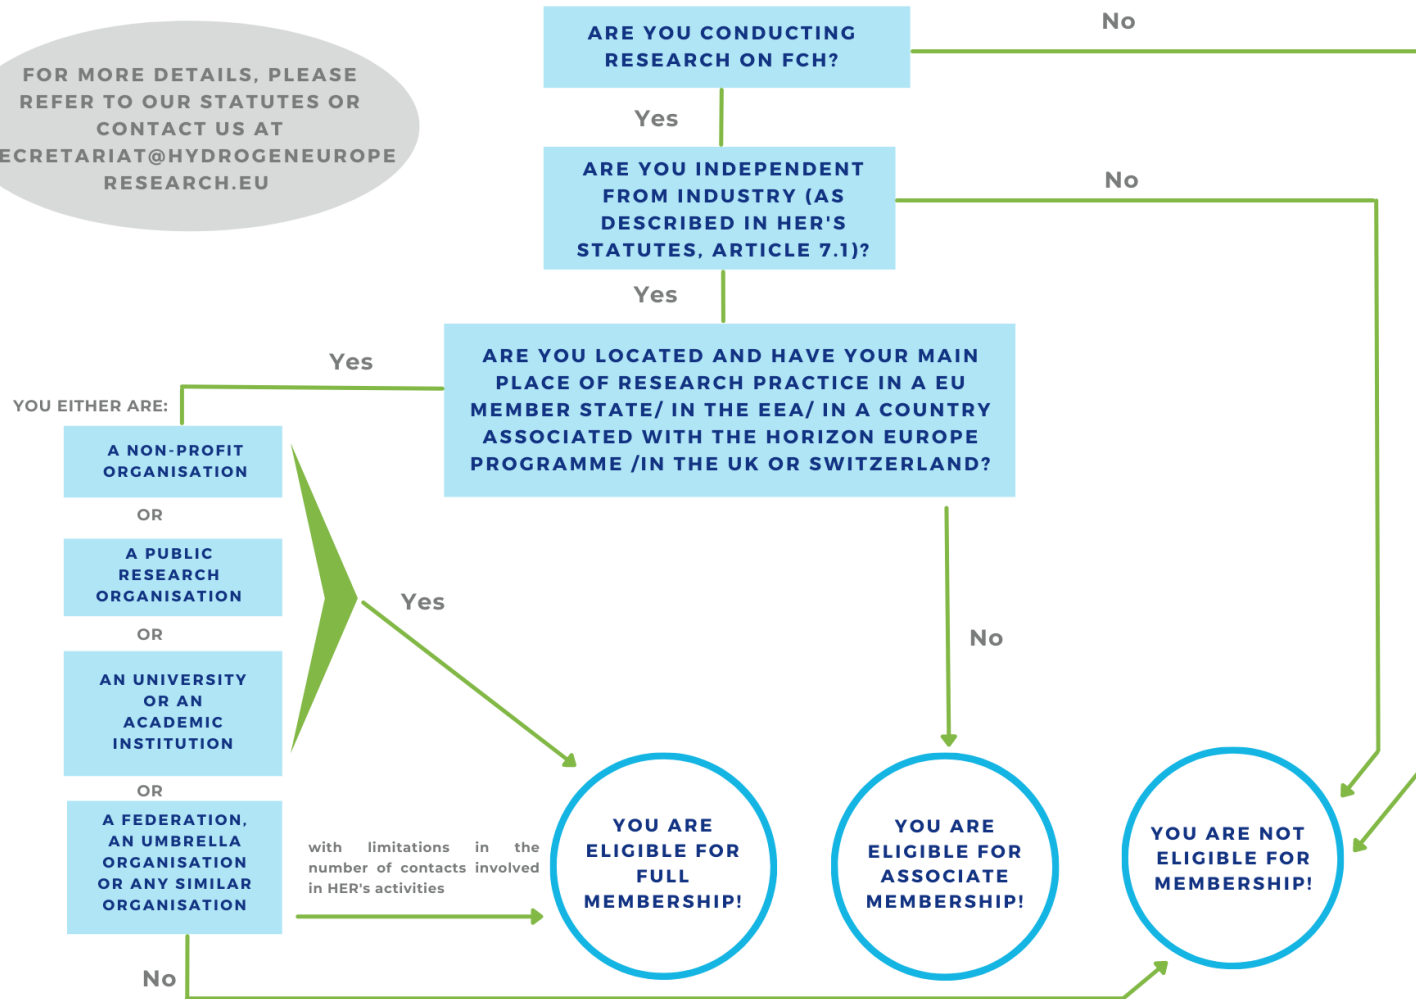 ARE YOU CONDUCTING
RESEARCH ON FCH?
No
FOR MORE DETAILS, PLEASE
REFER TO OUR STATUTES OR
CONTACT US AT
ECRETARIAT@HYDROGENEUROPE
RESEARCH.EU
Yes
ARE YOU INDEPENDENT
FROM INDUSTRY (AS
DESCRIBED IN HER'S
STATUTES, ARTICLE 7.1)?
No
Yes
ARE YOU LOCATED AND HAVE YOUR MAIN
PLACE OF RESEARCH PRACTICE IN A EU
MEMBER STATE/ IN THE EEA/ IN A COUNTRY
ASSOCIATED WITH THE HORIZON EUROPE
PROGRAMME /IN THE UK OR SWITZERLAND?
Yes
YOU EITHER ARE:
A NON-PROFIT
ORGANISATION
OR
A PUBLIC
RESEARCH
ORGANISATION
OR
AN UNIVERSITY
OR AN
ACADEMIC
INSTITUTION
OR
A FEDERATION,
AN UMBRELLA
ORGANISATION
OR ANY SIMILAR
ORGANISATION
Yes
No
with limitations in the
number of contacts involved
in HER's activities
YOU ARE
ELIGIBLE FOR
FULL
MEMBERSHIP!
YOU ARE
ELIGIBLE FOR
ASSOCIATE
MEMBERSHIP!
YOU ARE NOT
ELIGIBLE FOR
MEMBERSHIP!
No